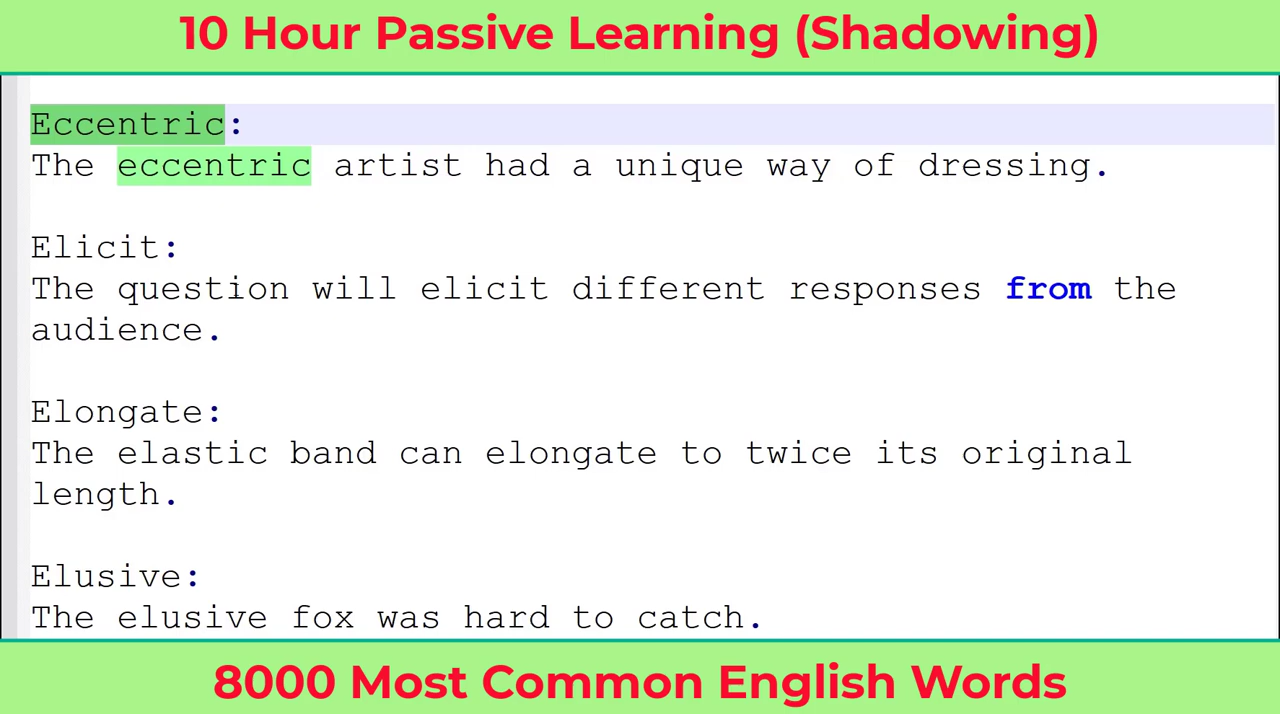 10 Hour Passive Learning (Shadowing)
Eccentric:
The eccentric artist had a unique way of dressing.
Elicit:
The question will elicit different responses from the
audience.
Elongate:
The elastic band can elongate to twice its original
length.
Elusive:
The elusive fox was hard to catch.
8000 Most Common English Words